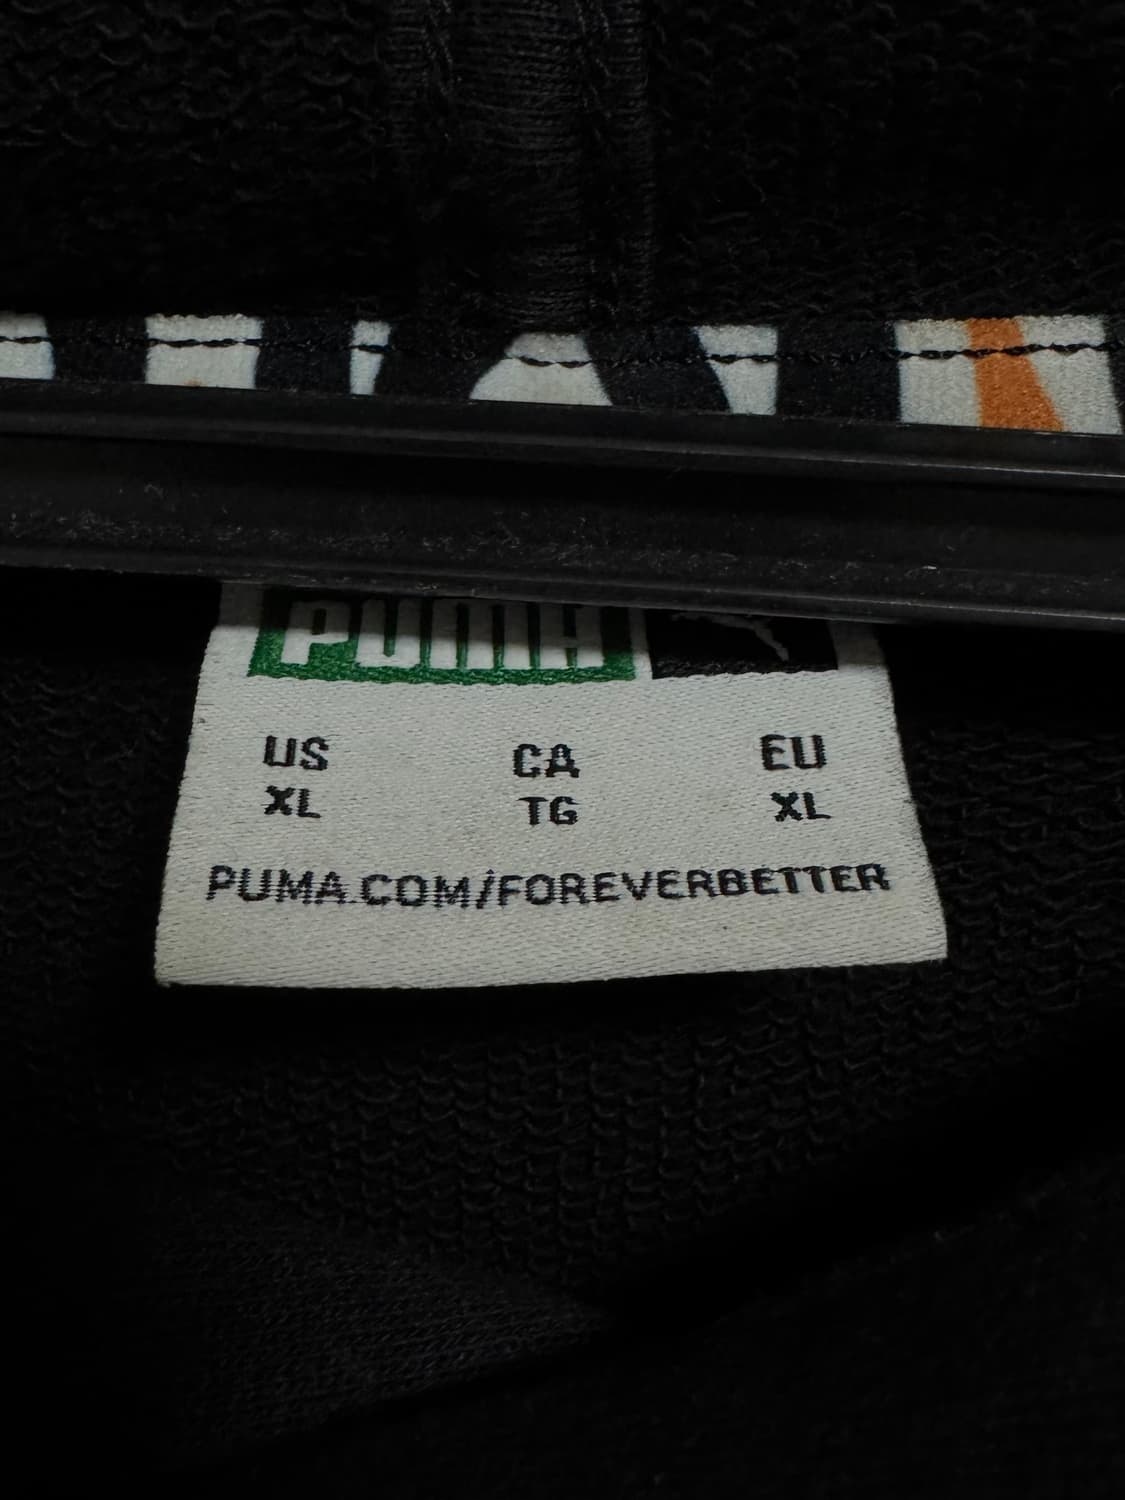 PUMA
US CA EU
XL TG XL
PUMA.COM/FOREVERBETTER